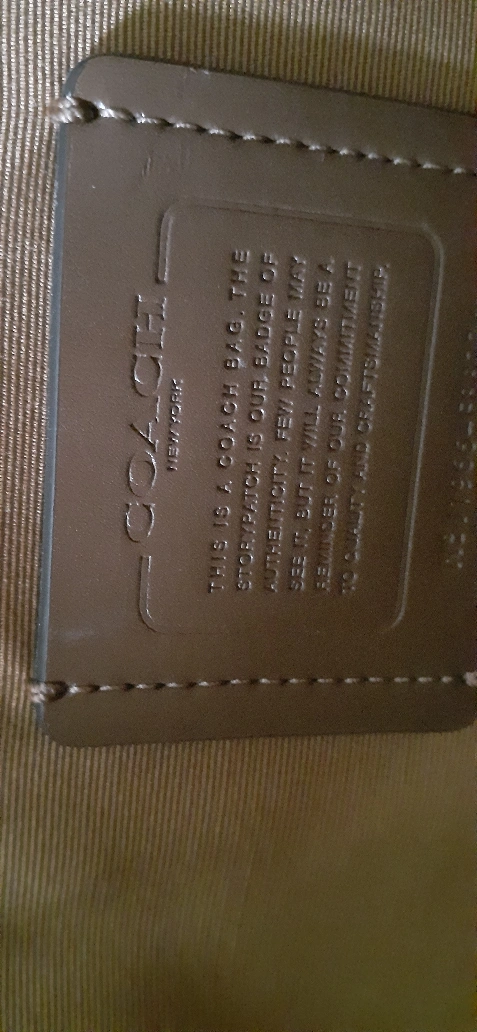 COACH
NEW YORK
THIS IS A COACH BAG. THE
STORYPATCH IS OUR BADGE OF
AUTHENTICITY. FEW PEOPLE MAY
SEE IT, BUT IT WILL ALWAYS BE A
REMINDER OF OUR COMMITMENT
TO QUALITY AND CRAFTSMANSHIP.